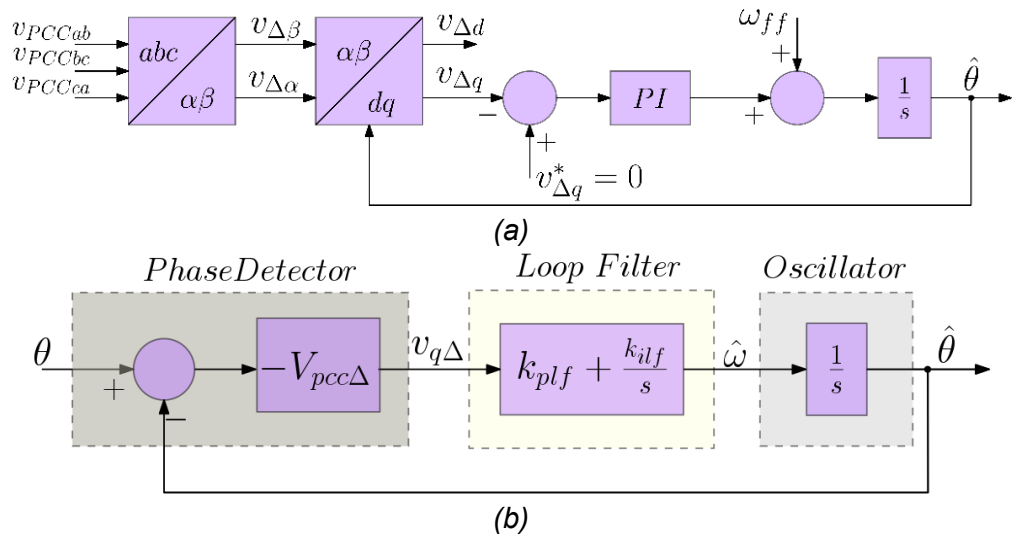 v_{PCCab}
v_{PCCbc}
v_{PCCca}
abc
αβ
v_{Δβ}
v_{Δα}
αβ
dq
v_{Δd}
v_{Δq}
−
+
v^*_{Δq} = 0
PI
ω_{ff}
+
+
1/s
θ̂
(a)
PhaseDetector
Loop Filter
Oscillator
θ
+
−
−V_{pccΔ}
v_{qΔ}
k_{plf} + k_{ilf}/s
ω̂
1/s
θ̂
(b)